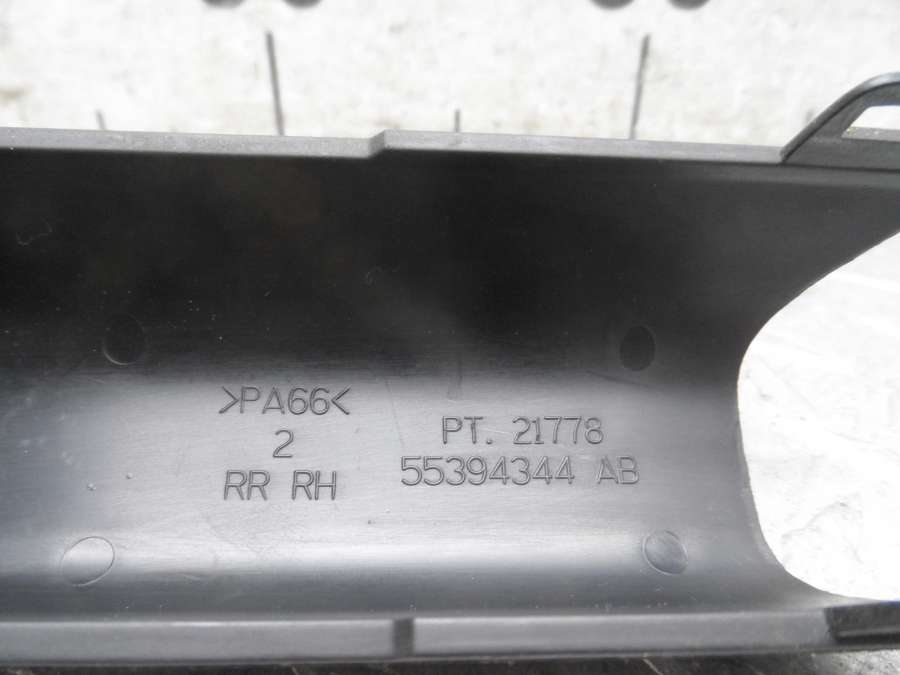 >PA66<
2
RR RH
PT. 21778
55394344 AB